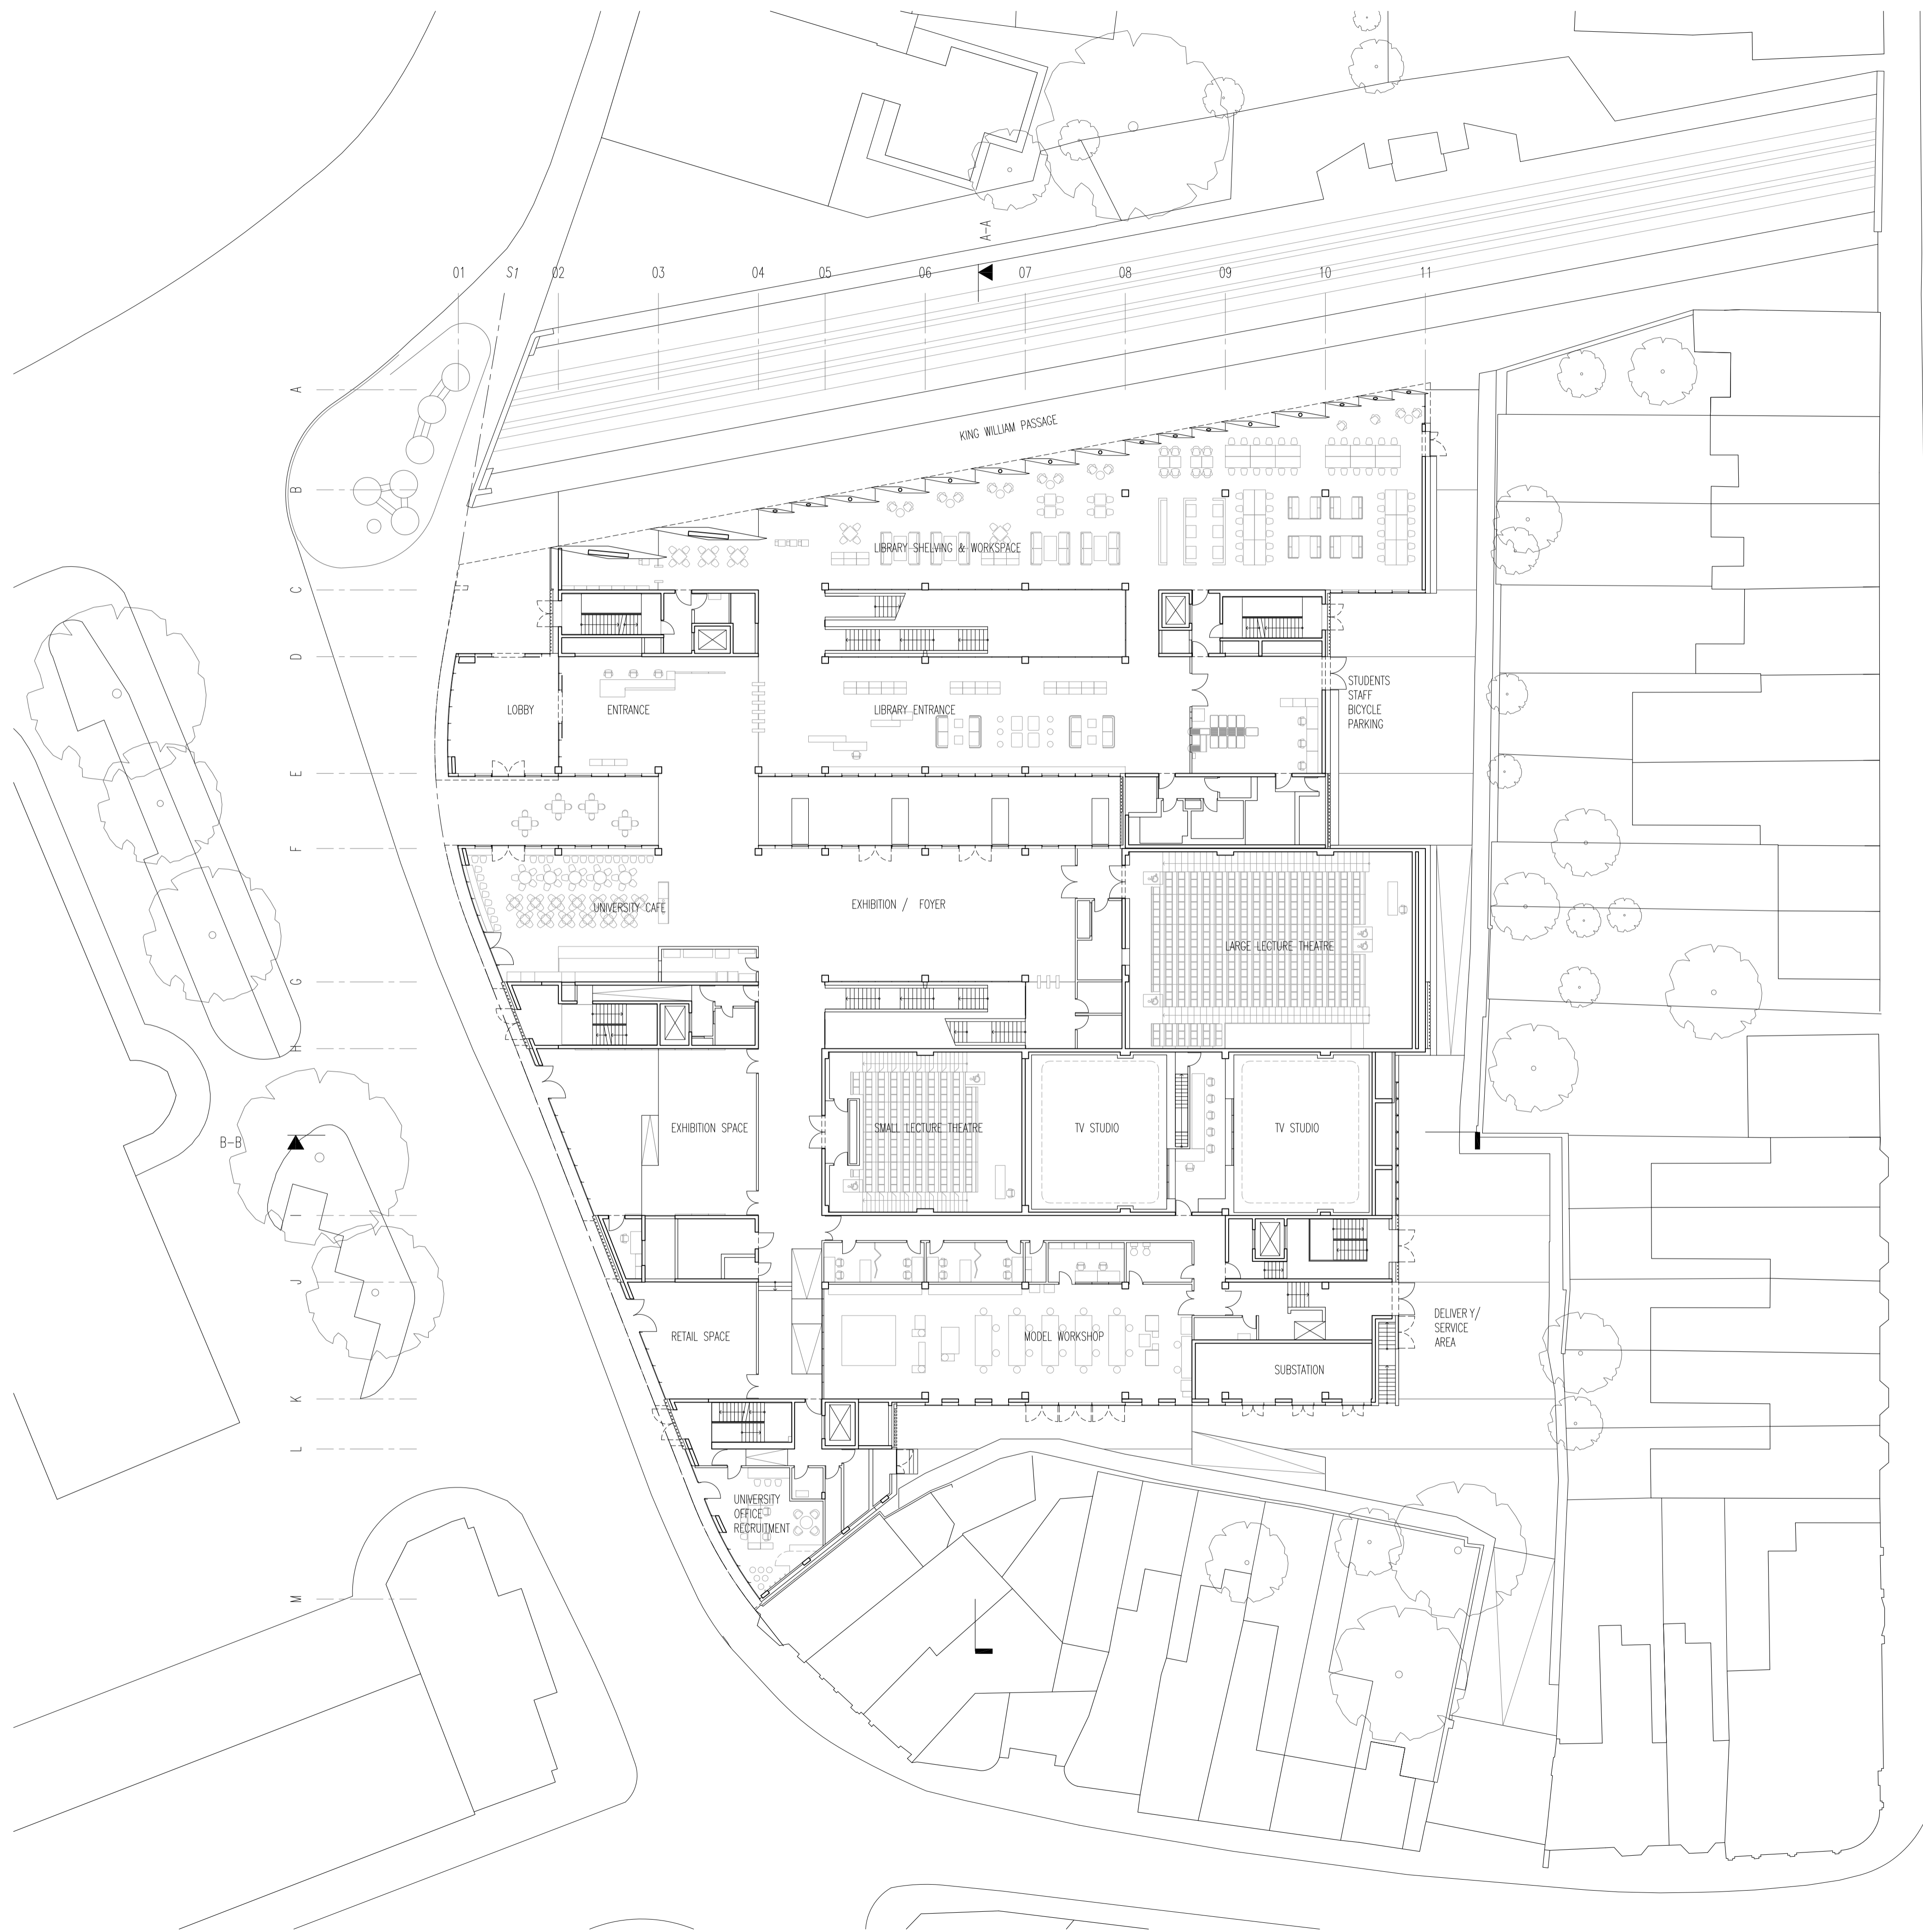 A-A
01
S1
02
03
04
05
06
07
08
09
10
11
A
KING WILLIAM PASSAGE
B
LIBRARY SHELVING & WORKSPACE
C
D
LOBBY
ENTRANCE
LIBRARY ENTRANCE
STUDENTS
STAFF
BICYCLE
PARKING
E
F
UNIVERSITY CAFE
EXHIBITION / FOYER
LARGE LECTURE THEATRE
G
H
B-B
EXHIBITION SPACE
SMALL LECTURE THEATRE
TV STUDIO
TV STUDIO
I
J
RETAIL SPACE
MODEL WORKSHOP
DELIVERY/
SERVICE
AREA
SUBSTATION
K
L
UNIVERSITY
OFFICE
RECRUITMENT
M